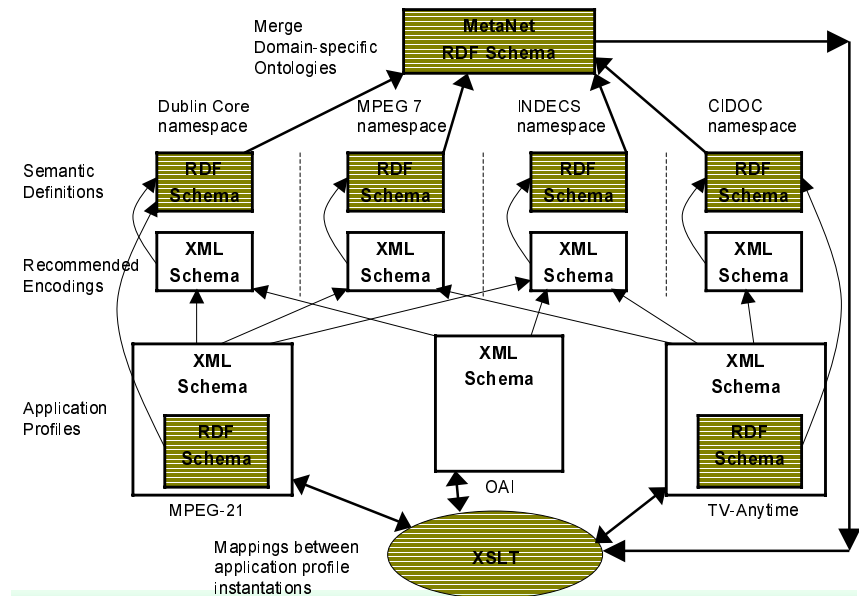 Merge
Domain-specific
Ontologies
MetaNet
RDF Schema
Dublin Core
namespace
MPEG 7
namespace
INDECS
namespace
CIDOC
namespace
Semantic
Definitions
RDF
Schema
RDF
Schema
RDF
Schema
RDF
Schema
Recommended
Encodings
XML
Schema
XML
Schema
XML
Schema
XML
Schema
Application
Profiles
XML
Schema
RDF
Schema
MPEG-21
XML
Schema
OAI
XML
Schema
RDF
Schema
TV-Anytime
Mappings between
application profile
instantations
XSLT